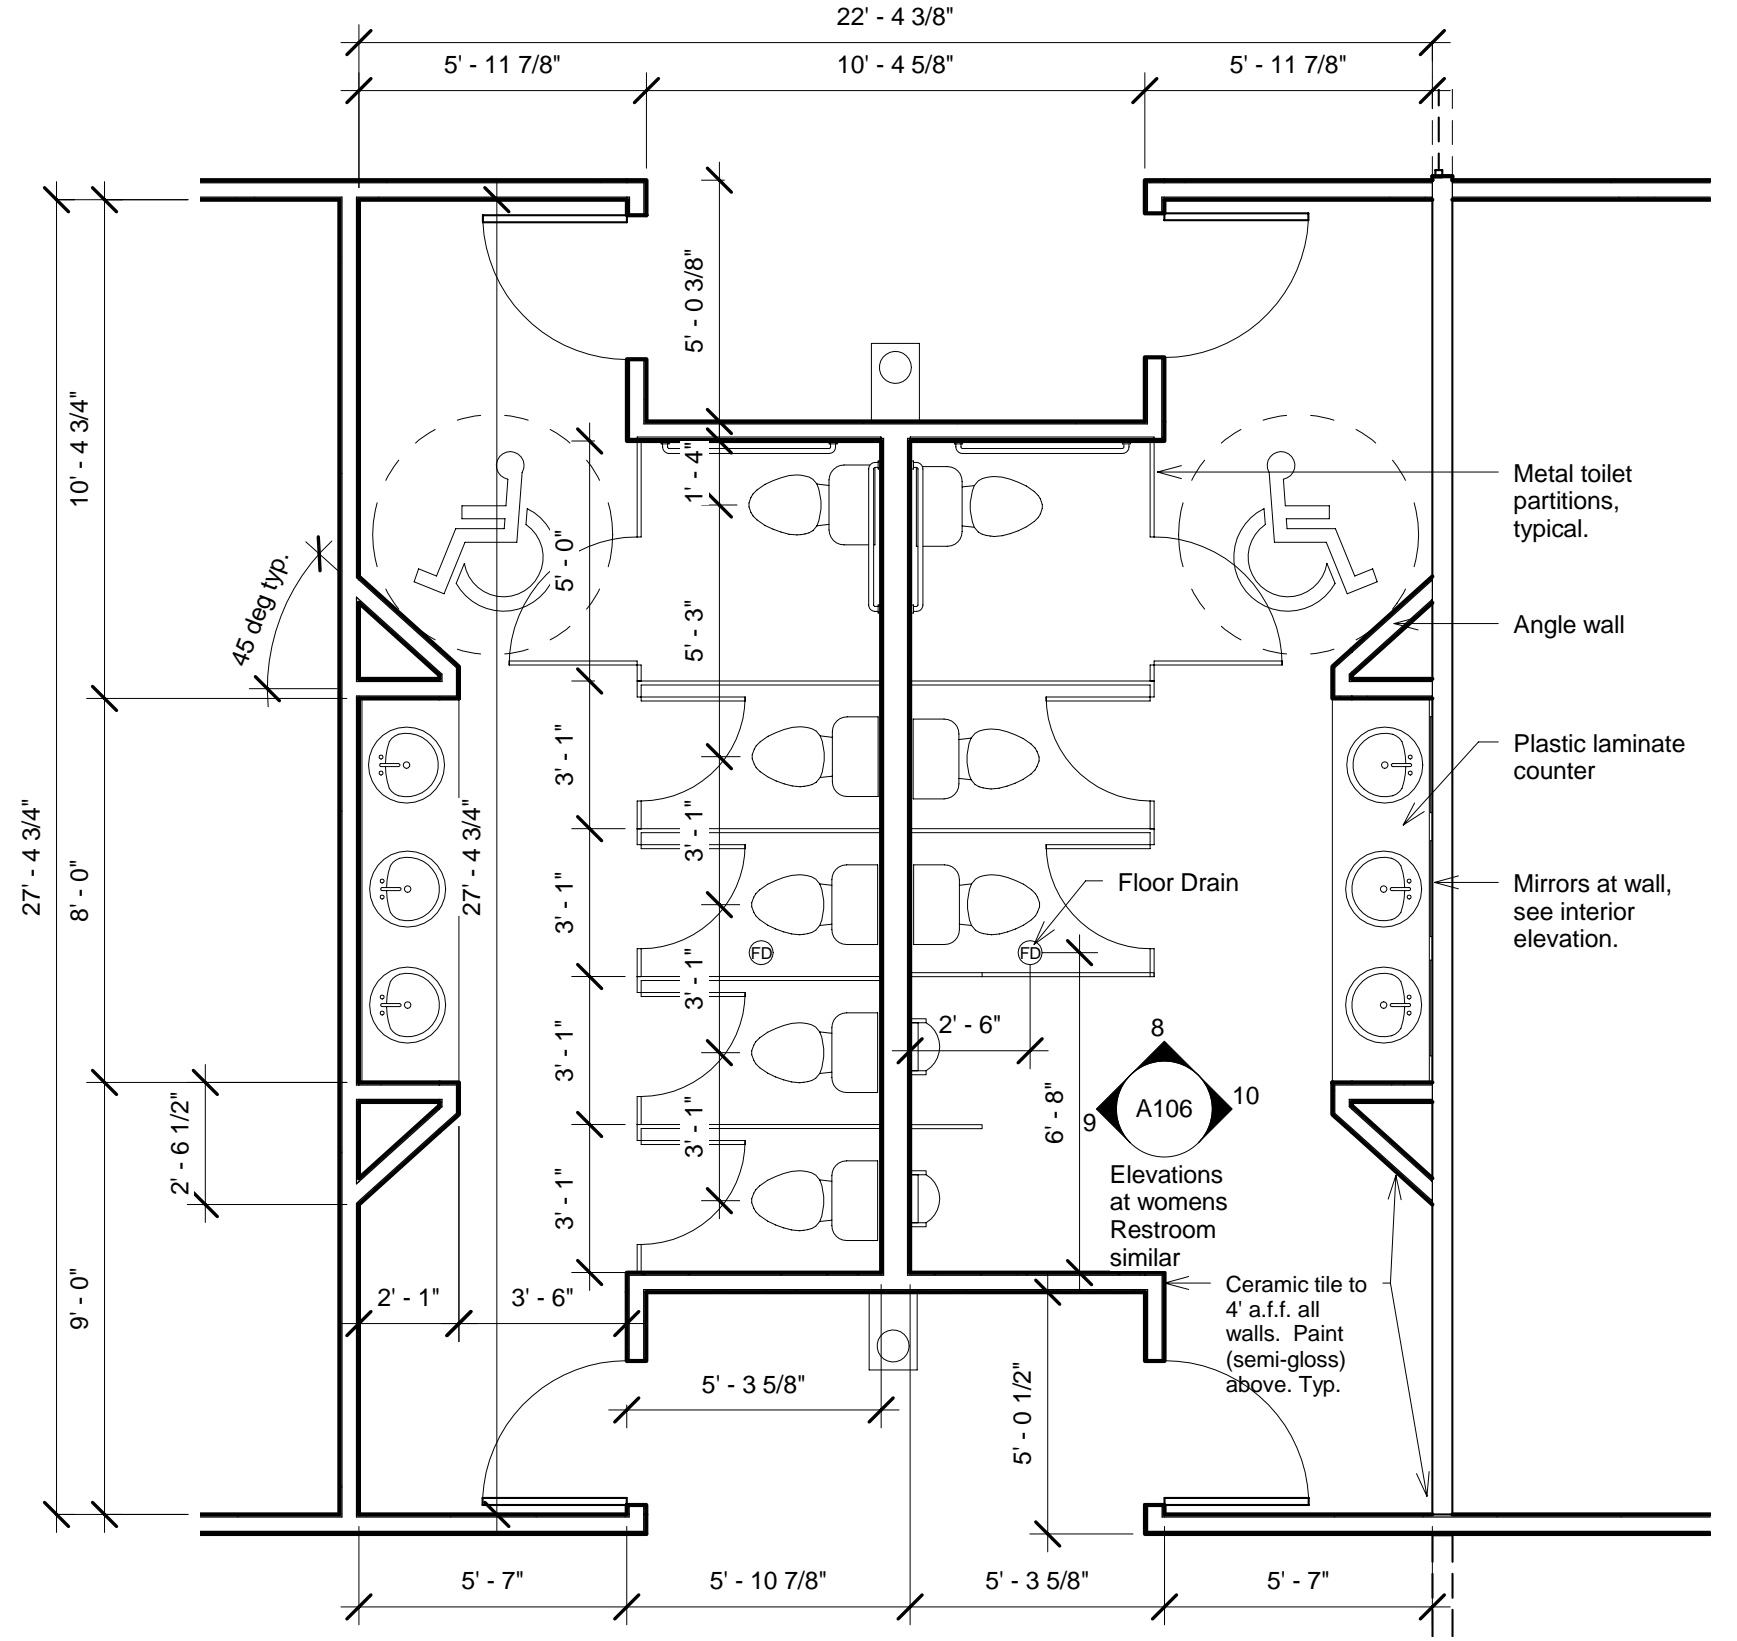 22' - 4 3/8"
5' - 11 7/8"
10' - 4 5/8"
5' - 11 7/8"
5' - 0 3/8"
10' - 4 3/4"
1' - 4"
Metal toilet
partitions,
typical.
45 deg typ.
5' - 0"
5' - 3"
Angle wall
3' - 1"
Plastic laminate
counter
27' - 4 3/4"
8' - 0"
27' - 4 3/4"
3' - 1"
3' - 1"
Floor Drain
Mirrors at wall,
see interior
elevation.
FD
FD
3' - 1"
2' - 6"
3' - 1"
8
6' - 8"
9
A106
10
2' - 6 1/2"
3' - 1"
3' - 1"
Elevations
at womens
Restroom
similar
9' - 0"
2' - 1"
3' - 6"
Ceramic tile to
4' a.f.f. all
walls. Paint
(semi-gloss)
above. Typ.
5' - 3 5/8"
5' - 0 1/2"
5' - 7"
5' - 10 7/8"
5' - 3 5/8"
5' - 7"